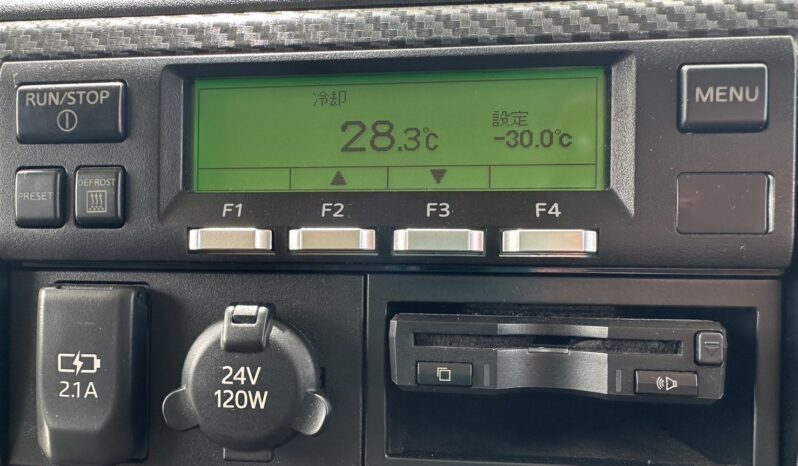 RUN/STOP
冷却
28.3℃
設定
-30.0℃
MENU
▲ ▼
PRESET
DEFROST
F1 F2 F3 F4
2.1A
24V
120W